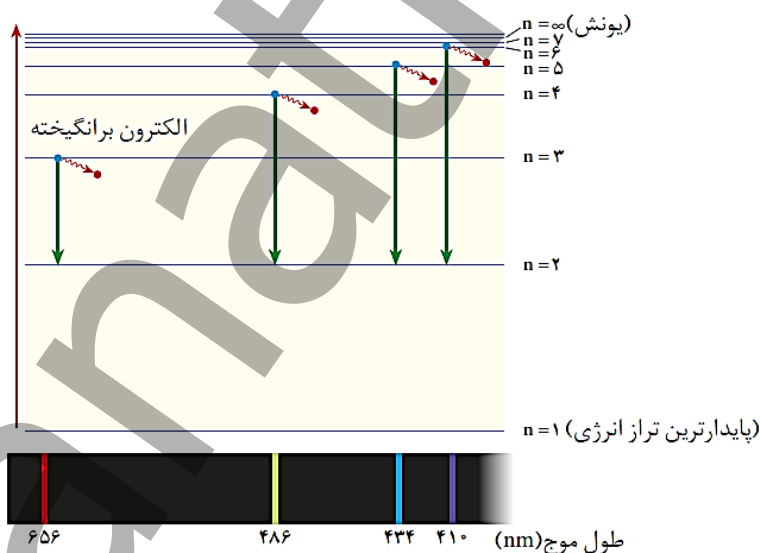 (یونش) n = ∞
n = ۷
n = ۶
n = ۵
n = ۴
الکترون برانگیخته
n = ۳
n = ۲
(پایدارترین تراز انرژی) n = ۱
۶۵۶ ۴۸۶ ۴۳۴ ۴۱۰ طول موج (nm)